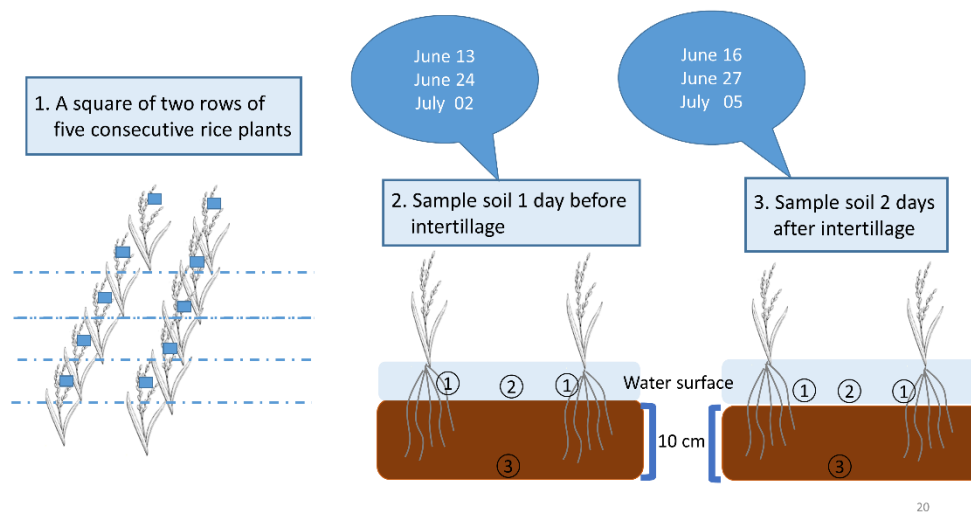 June 13
June 24
July 02
June 16
June 27
July 05
1. A square of two rows of
five consecutive rice plants
2. Sample soil 1 day before
intertillage
3. Sample soil 2 days
after intertillage
① ② ① Water surface ① ② ①
10 cm
③ ③
20